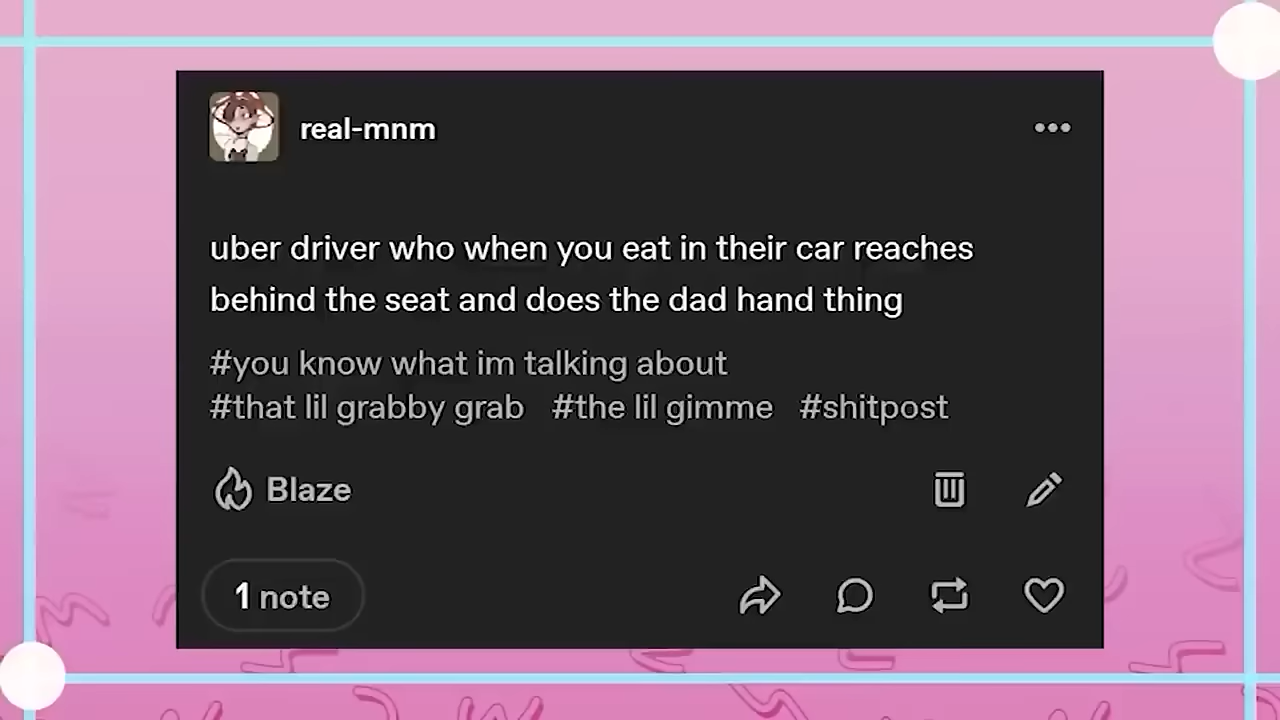 real-mnm
uber driver who when you eat in their car reaches
behind the seat and does the dad hand thing
#you know what im talking about
#that lil grabby grab #the lil gimme #shitpost
Blaze
1 note